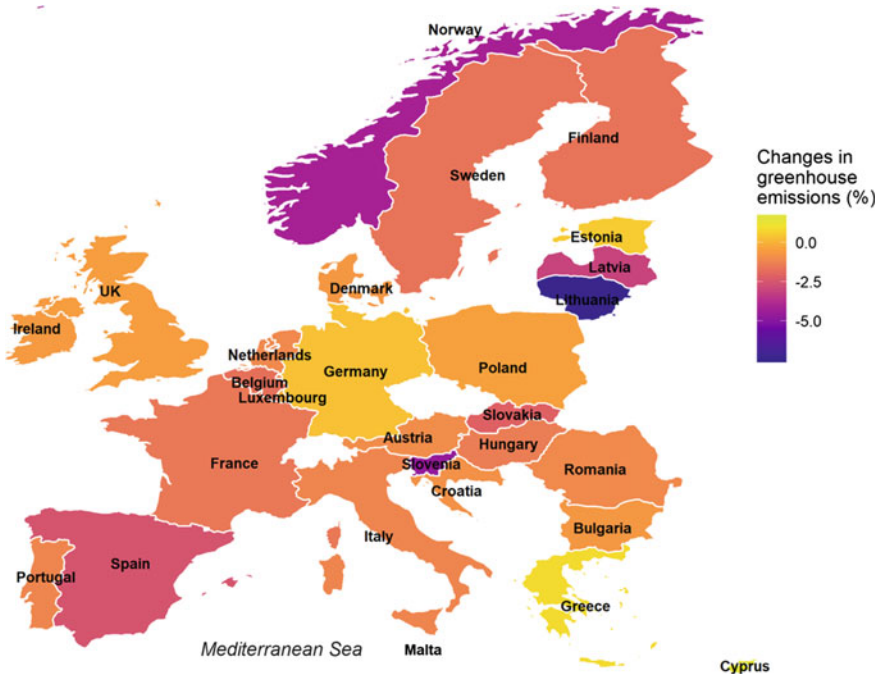 Norway
Finland
Sweden
Changes in
greenhouse
emissions (%)
0.0
-2.5
-5.0
Estonia
Latvia
Lithuania
Denmark
UK
Ireland
Netherlands
Belgium
Luxembourg
Germany
Poland
Slovakia
Austria
Hungary
France
Slovenia
Croatia
Romania
Bulgaria
Italy
Portugal
Spain
Greece
Mediterranean Sea
Malta
Cyprus